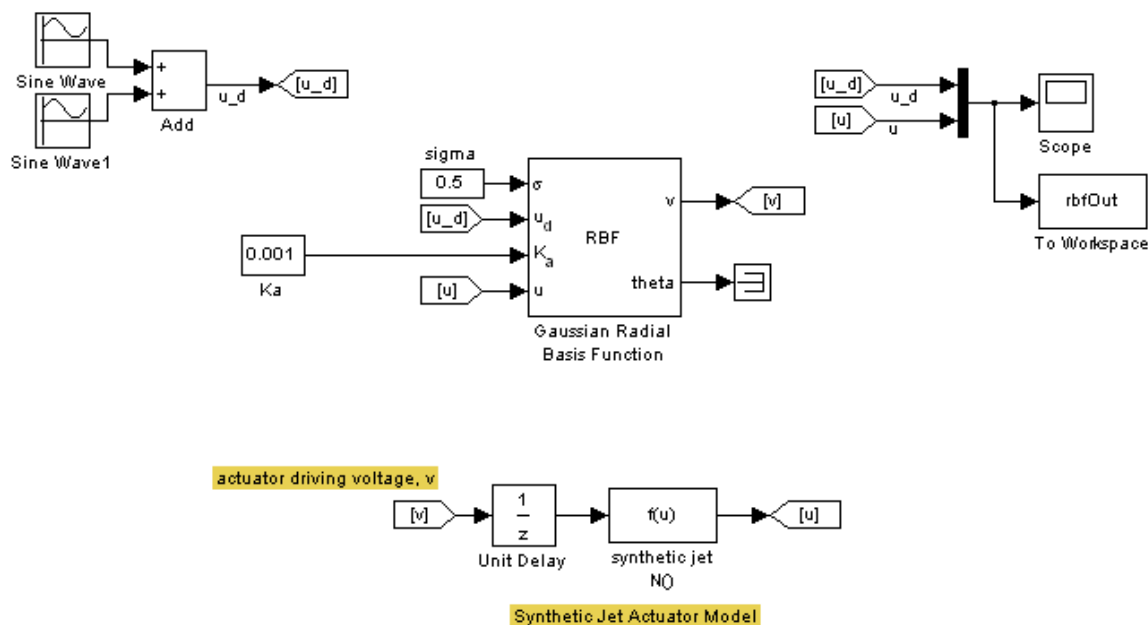 Sine Wave
Sine Wave1
+
+
Add
u_d
[u_d]
[u_d]
u_d
[u]
u
Scope
rbfOut
To Workspace
sigma
0.5
[u_d]
0.001
Ka
[u]
σ
u_d
K_a
u
RBF
v
theta
[v]
Gaussian Radial
Basis Function
actuator driving voltage, v
[v]
1
z
Unit Delay
f(u)
synthetic jet
N()
[u]
Synthetic Jet Actuator Model